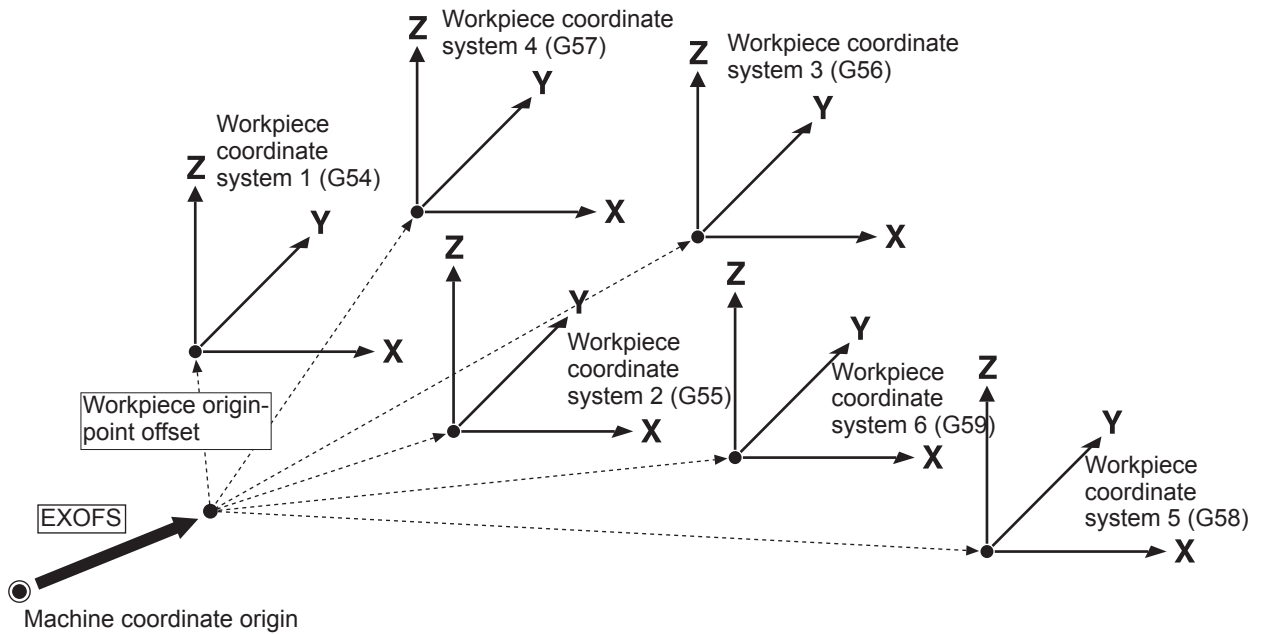 Z
Workpiece coordinate
system 4 (G57)
Y
X
Z
Workpiece coordinate
system 3 (G56)
Y
X
Workpiece
coordinate
system 1 (G54)
Z
Y
X
Z
Y
Workpiece
coordinate
system 2 (G55)
X
Z
Y
Workpiece
coordinate
system 6 (G59)
X
Z
Y
Workpiece
coordinate
system 5 (G58)
X
Workpiece origin-
point offset
EXOFS
Machine coordinate origin